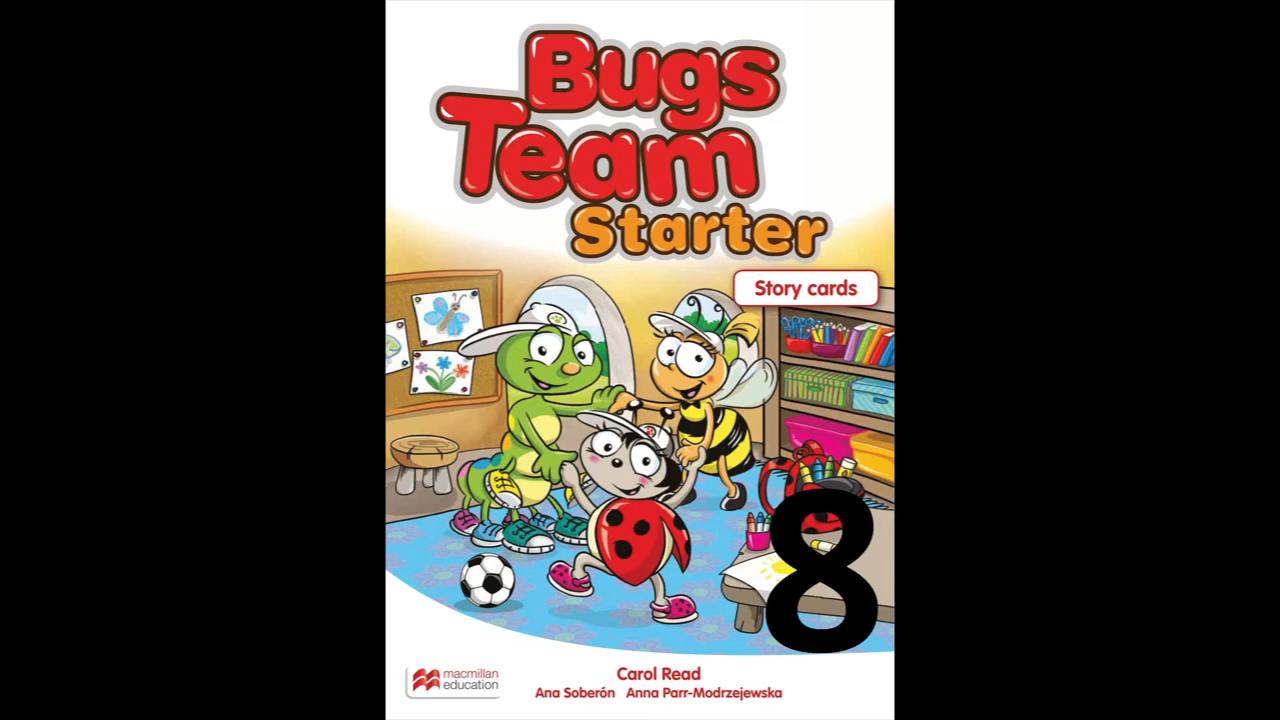 Bugs
Team
Starter
Story cards
8
Carol Read
macmillan
education
Ana Soberón Anna Parr-Modrzejewska